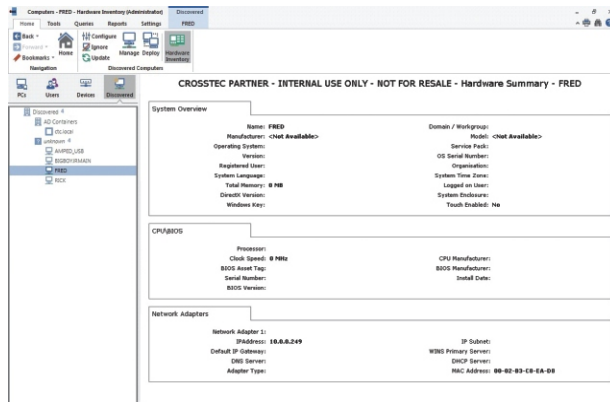 Computers - FRED - Hardware Inventory (Administrator) Discovered
Home Tools Queries Reports Settings FRED
Back
Forward
Bookmarks
Home
Configure
Ignore
Update
Manage Deploy Hardware Inventory
Navigation Discovered Computers
PCs Users Devices Discovered
Discovered 4
AD Containers
ctc.local
unknown 4
AMPED_USB
FRED
RICK
CROSSTEC PARTNER - INTERNAL USE ONLY - NOT FOR RESALE - Hardware Summary - FRED
System Overview
Name: FRED Domain / Workgroup:
Manufacturer: <Not Available> Model: <Not Available>
Operating System: Service Pack:
Version: OS Serial Number:
Registered User: Organisation:
System Language: System Time Zone:
Total Memory: 0 MB Logged on User:
DirectX Version: System Enclosure:
Windows Key: Touch Enabled: No
CPU\BIOS
Processor:
Clock Speed: 0 MHz CPU Manufacturer:
BIOS Asset Tag: BIOS Manufacturer:
Serial Number: Install Date:
BIOS Version:
Network Adapters
Network Adapter 1:
IPAddress: 10.0.0.249 IP Subnet:
Default IP Gateway: WINS Primary Server:
DNS Server: DHCP Server:
Adapter Type: MAC Address: 00-02-B3-C8-EA-D8